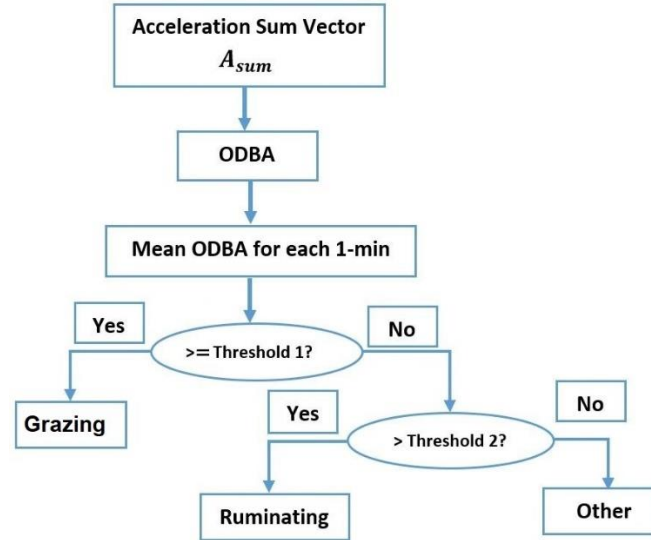 Acceleration Sum Vector
A_sum
ODBA
Mean ODBA for each 1-min
Yes
No
>= Threshold 1?
Grazing
Yes
No
> Threshold 2?
Ruminating
Other